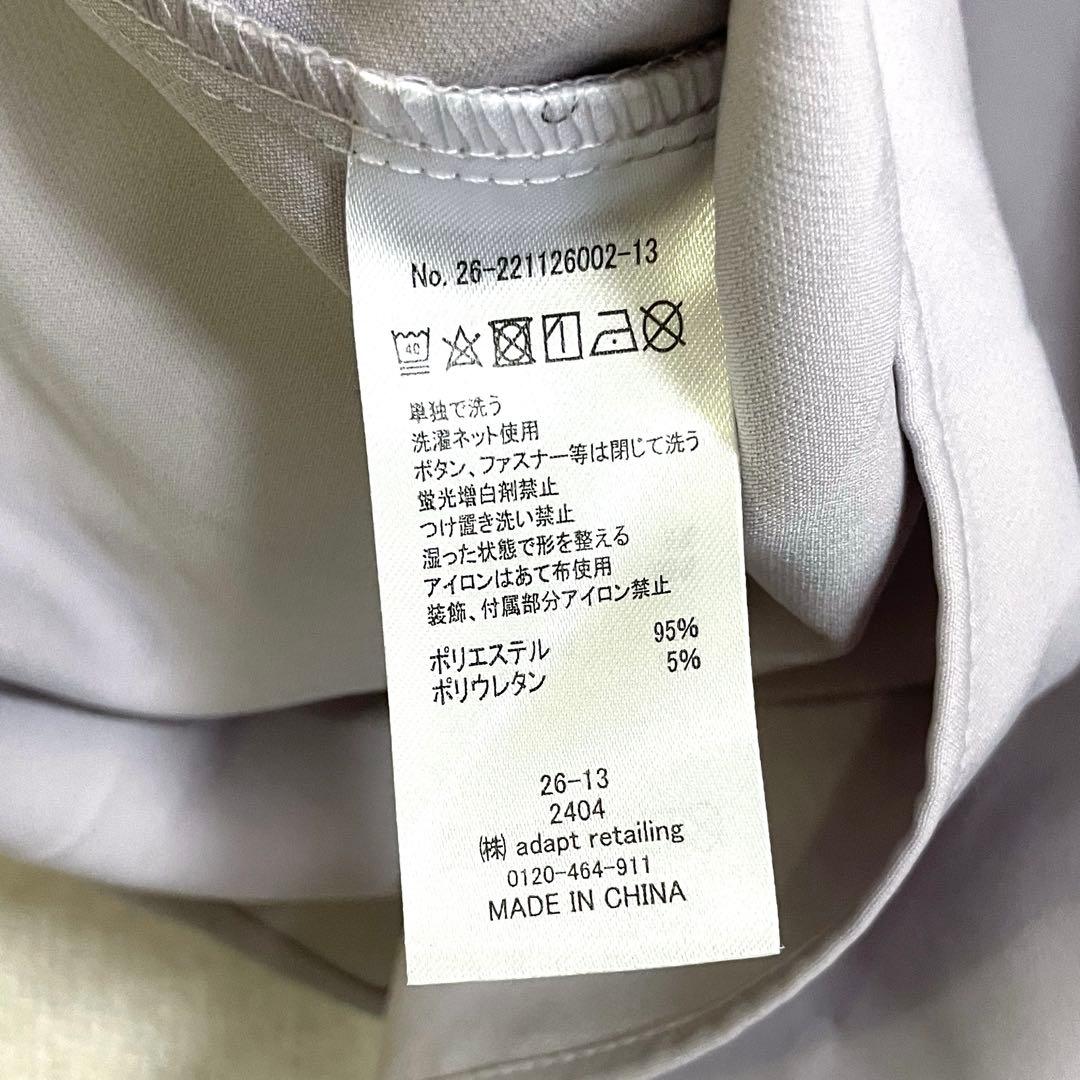 No. 26-221126002-13
40
単独で洗う
洗濯ネット使用
ボタン、ファスナー等は閉じて洗う
蛍光増白剤禁止
つけ置き洗い禁止
湿った状態で形を整える
アイロンはあて布使用
装飾、付属部分アイロン禁止
ポリエステル 95%
ポリウレタン 5%
26-13
2404
㈱ adapt retailing
0120-464-911
MADE IN CHINA